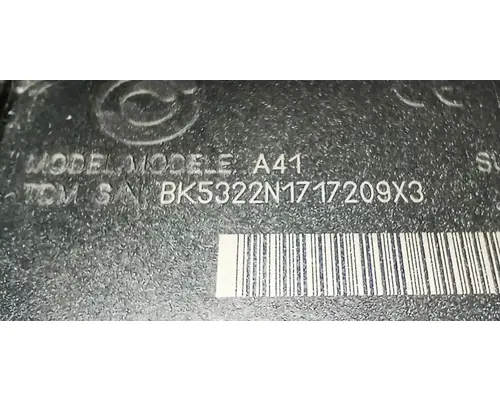 MODEL/MODELE A41
TCM S/N BK5322N1717209X3